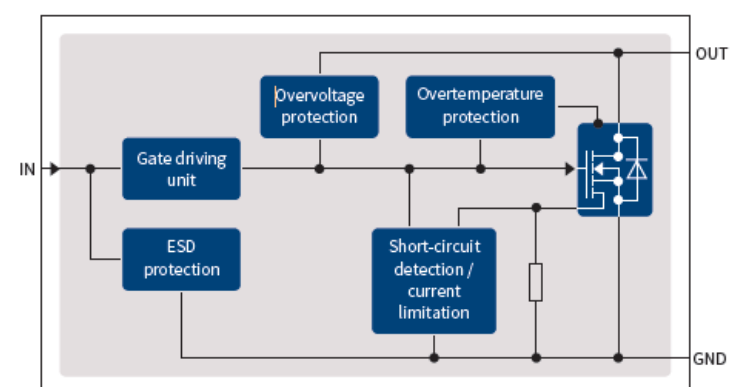 OUT
Overvoltage
protection
Overtemperature
protection
IN
Gate driving
unit
ESD
protection
Short-circuit
detection /
current
limitation
GND